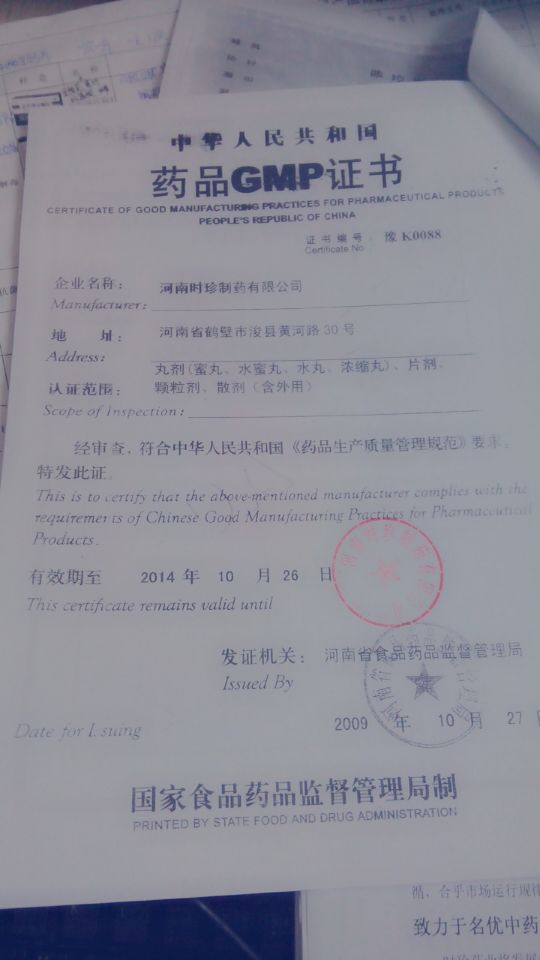 中华人民共和国
药品GMP证书
CERTIFICATE OF GOOD MANUFACTURING PRACTICES FOR PHARMACEUTICAL PRODUCTS
PEOPLE'S REPUBLIC OF CHINA
证书编号: 豫 K0088
Certificate No
企业名称: 河南时珍制药有限公司
Manufacturer:
地 址: 河南省鹤壁市浚县黄河路30号
Address:
丸剂(蜜丸、水蜜丸、水丸、浓缩丸)、片剂、
认证范围: 颗粒剂、散剂(含外用)
Scope of Inspection:
经审查,符合中华人民共和国《药品生产质量管理规范》要求。
特发此证。
This is to certify that the above-mentioned manufacturer complies with the
requirements of Chinese Good Manufacturing Practices for Pharmaceutical
Products.
有效期至 2014 年 10 月 26 日
This certificate remains valid until
发证机关: 河南省食品药品监督管理局
Issued By
2009 年 10 月 27
Date for Issuing
国家食品药品监督管理局制
PRINTED BY STATE FOOD AND DRUG ADMINISTRATION
循,合乎市场运行规律
致力于名优中药